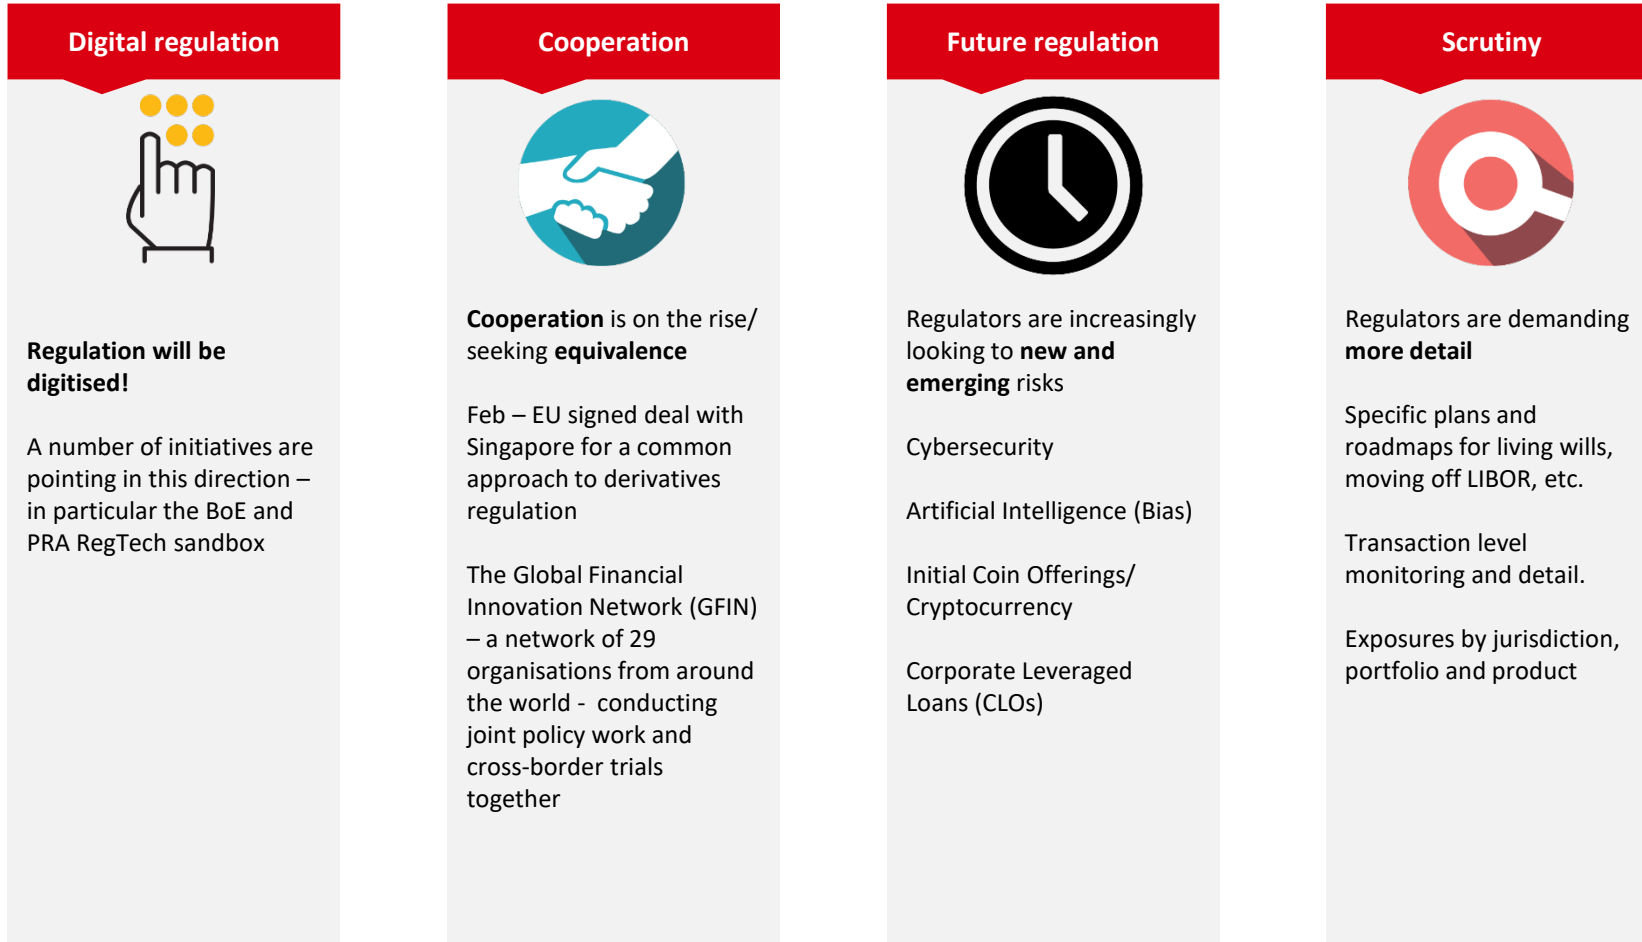 Digital regulation
Regulation will be
digitised!
A number of initiatives are
pointing in this direction –
in particular the BoE and
PRA RegTech sandbox
Cooperation
Cooperation is on the rise/
seeking equivalence
Feb – EU signed deal with
Singapore for a common
approach to derivatives
regulation
The Global Financial
Innovation Network (GFIN)
– a network of 29
organisations from around
the world - conducting
joint policy work and
cross-border trials
together
Future regulation
Regulators are increasingly
looking to new and
emerging risks
Cybersecurity
Artificial Intelligence (Bias)
Initial Coin Offerings/
Cryptocurrency
Corporate Leveraged
Loans (CLOs)
Scrutiny
Regulators are demanding
more detail
Specific plans and
roadmaps for living wills,
moving off LIBOR, etc.
Transaction level
monitoring and detail.
Exposures by jurisdiction,
portfolio and product